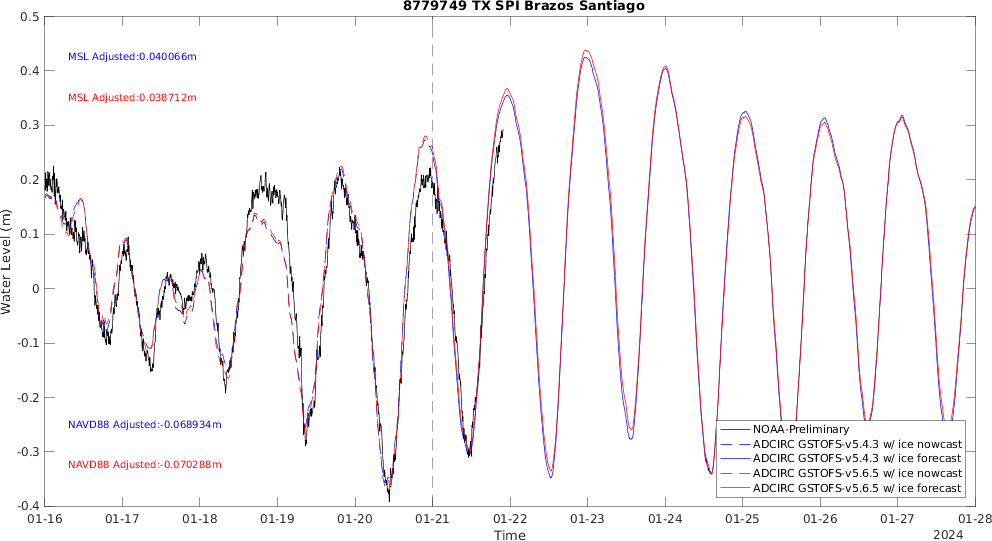 8779749 TX SPI Brazos Santiago
0.5
0.4
0.3
0.2
0.1
0
-0.1
-0.2
-0.3
-0.4
Water Level (m)
MSL Adjusted:0.040066m
MSL Adjusted:0.038712m
NAVD88 Adjusted:-0.068934m
NAVD88 Adjusted:-0.070288m
NOAA-Preliminary
ADCIRC GSTOFS-v5.4.3 w/ ice nowcast
ADCIRC GSTOFS-v5.4.3 w/ ice forecast
ADCIRC GSTOFS-v5.6.5 w/ ice nowcast
ADCIRC GSTOFS-v5.6.5 w/ ice forecast
01-16 01-17 01-18 01-19 01-20 01-21 01-22 01-23 01-24 01-25 01-26 01-27 01-28
Time
2024